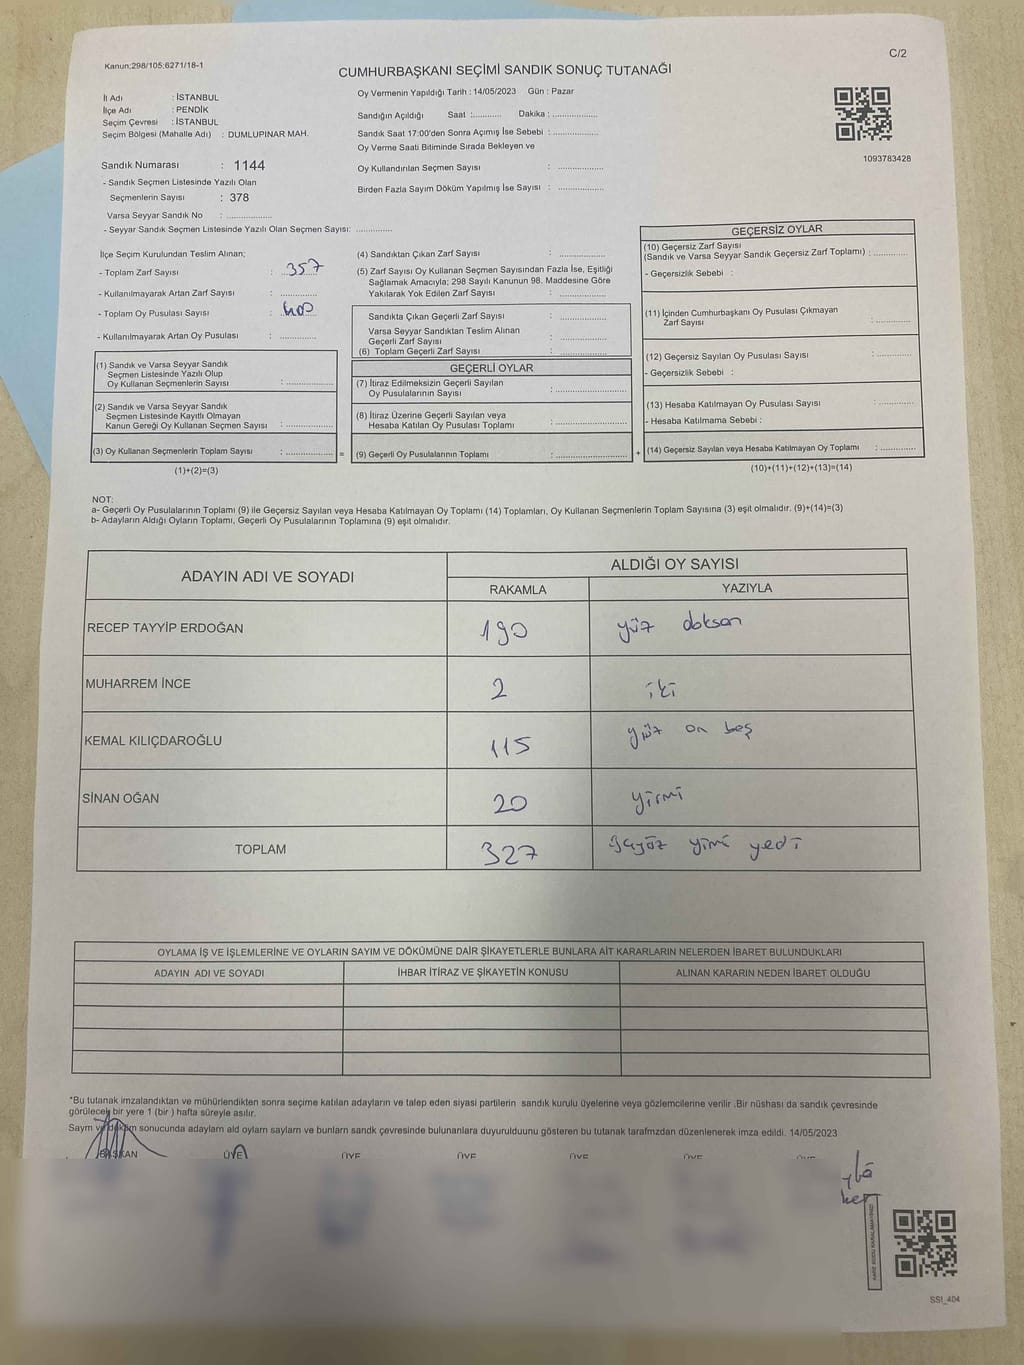 C/2
Kanun:298/105;6271/18-1
CUMHURBAŞKANI SEÇİMİ SANDIK SONUÇ TUTANAĞI
İl Adı : İSTANBUL
İlçe Adı : PENDİK
Seçim Çevresi : İSTANBUL
Seçim Bölgesi (Mahalle Adı) : DUMLUPINAR MAH.
Sandık Numarası : 1144
- Sandık Seçmen Listesinde Yazılı Olan
Seçmenlerin Sayısı : 378
Varsa Seyyar Sandık No : ..................
- Seyyar Sandık Seçmen Listesinde Yazılı Olan Seçmen Sayısı: ..............
Oy Vermenin Yapıldığı Tarih : 14/05/2023 Gün : Pazar
Sandığın Açıldığı Saat :........... Dakika : .................
Sandık Saat 17:00'den Sonra Açımış İse Sebebi : .................
Oy Verme Saati Bitiminde Sırada Bekleyen ve
Oy Kullandırılan Seçmen Sayısı : .................
Birden Fazla Sayım Döküm Yapılmış İse Sayısı : .................
1093783428
İlçe Seçim Kurulundan Teslim Alınan;
- Toplam Zarf Sayısı : 357
- Kullanılmayarak Artan Zarf Sayısı : ..............
- Toplam Oy Pusulası Sayısı : 400
- Kullanılmayarak Artan Oy Pusulası : ..............
(1) Sandık ve Varsa Seyyar Sandık
Seçmen Listesinde Yazılı Olup
Oy Kullanan Seçmenlerin Sayısı : ..................
(2) Sandık ve Varsa Seyyar Sandık
Seçmen Listesinde Kayıtlı Olmayan
Kanun Gereği Oy Kullanan Seçmen Sayısı : ..................
(3) Oy Kullanan Seçmenlerin Toplam Sayısı : .................. =
(1)+(2)=(3)
(4) Sandıktan Çıkan Zarf Sayısı : .................
(5) Zarf Sayısı Oy Kullanan Seçmen Sayısından Fazla İse, Eşitliği
Sağlamak Amacıyla; 298 Sayılı Kanunun 98. Maddesine Göre
Yakılarak Yok Edilen Zarf Sayısı : .................
Sandıkta Çıkan Geçerli Zarf Sayısı : .................
Varsa Seyyar Sandıktan Teslim Alınan
Geçerli Zarf Sayısı : .................
(6) Toplam Geçerli Zarf Sayısı : .................
GEÇERLİ OYLAR
(7) İtiraz Edilmeksizin Geçerli Sayılan
Oy Pusulalarının Sayısı : .................
(8) İtiraz Üzerine Geçerli Sayılan veya
Hesaba Katılan Oy Pusulası Toplamı : .................
(9) Geçerli Oy Pusulalarının Toplamı : ................. +
GEÇERSİZ OYLAR
(10) Geçersiz Zarf Sayısı
(Sandık ve Varsa Seyyar Sandık Geçersiz Zarf Toplamı) : .............
- Geçersizlik Sebebi :
(11) İçinden Cumhurbaşkanı Oy Pusulası Çıkmayan
Zarf Sayısı : .............
(12) Geçersiz Sayılan Oy Pusulası Sayısı : .............
- Geçersizlik Sebebi :
(13) Hesaba Katılmayan Oy Pusulası Sayısı : .............
- Hesaba Katılmama Sebebi :
(14) Geçersiz Sayılan veya Hesaba Katılmayan Oy Toplamı : .............
(10)+(11)+(12)+(13)=(14)
NOT:
a- Geçerli Oy Pusulalarının Toplamı (9) ile Geçersiz Sayılan veya Hesaba Katılmayan Oy Toplamı (14) Toplamları, Oy Kullanan Seçmenlerin Toplam Sayısına (3) eşit olmalıdır. (9)+(14)=(3)
b- Adayların Aldığı Oyların Toplamı, Geçerli Oy Pusulalarının Toplamına (9) eşit olmalıdır.
ADAYIN ADI VE SOYADI ALDIĞI OY SAYISI
RAKAMLA YAZIYLA
RECEP TAYYİP ERDOĞAN 190 yüz doksan
MUHARREM İNCE 2 iki
KEMAL KILIÇDAROĞLU 115 yüz on beş
SİNAN OĞAN 20 yirmi
TOPLAM 327 yedi
OYLAMA İŞ VE İŞLEMLERİNE VE OYLARIN SAYIM VE DÖKÜMÜNE DAİR ŞİKAYETLERLE BUNLARA AİT KARARLARIN NELERDEN İBARET BULUNDUKLARI
ADAYIN ADI VE SOYADI İHBAR İTİRAZ VE ŞİKAYETİN KONUSU ALINAN KARARIN NEDEN İBARET OLDUĞU
*Bu tutanak imzalandıktan ve mühürlendikten sonra seçime katılan adayların ve talep eden siyasi partilerin sandık kurulu üyelerine veya gözlemcilerine verilir .Bir nüshası da sandık çevresinde
görülecek bir yere 1 (bir ) hafta süreyle asılır.
Saym ve döküm sonucunda adaylarn ald oylarn saylarn ve bunlarn sandk çevresinde bulunanlara duyurulduunu gösteren bu tutanak tarafmzdan düzenlenerek imza edildi. 14/05/2023
BAŞKAN ÜYE ÜYE ÜYE ÜYE ÜYE
KARE KODU KARALAMAYINIZ!
SSI_404